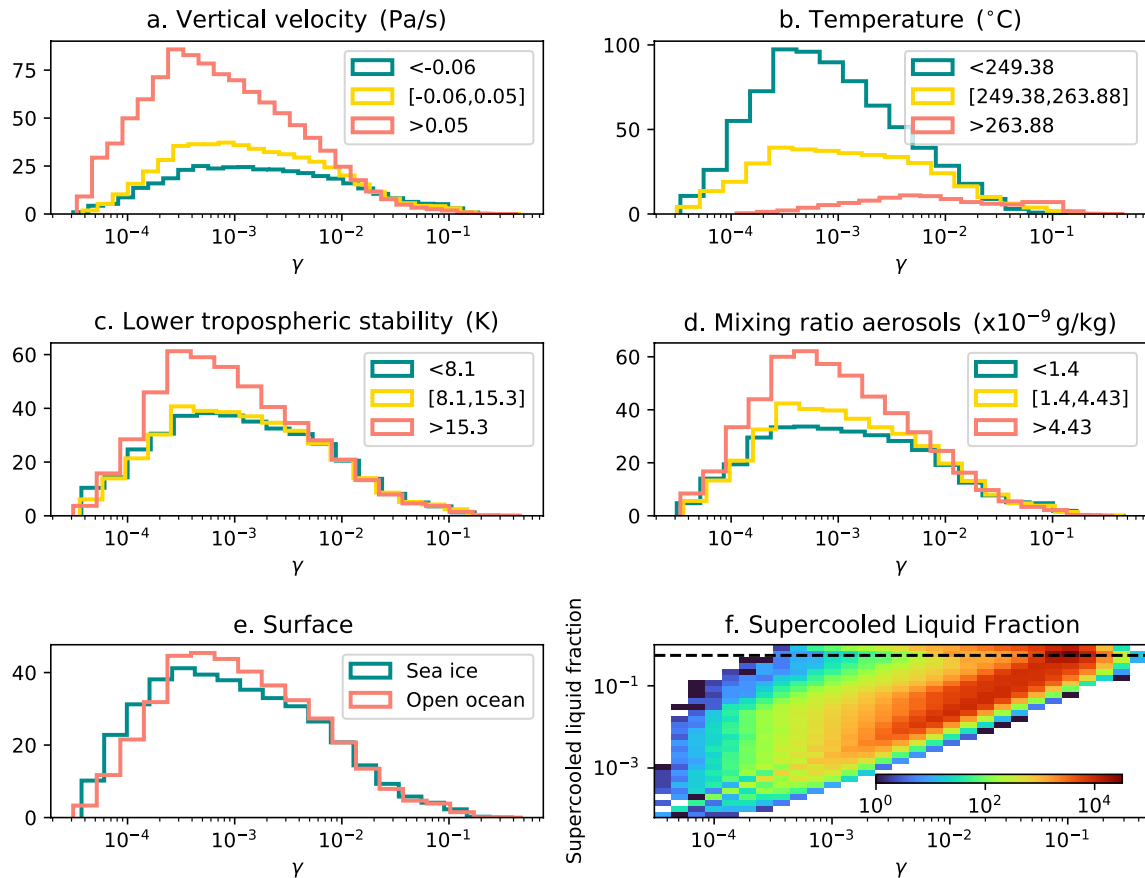 a. Vertical velocity (Pa/s)
75
50
25
0
<-0.06
[-0.06,0.05]
>0.05
10⁻⁴ 10⁻³ 10⁻² 10⁻¹
γ
b. Temperature (°C)
100
50
0
<249.38
[249.38,263.88]
>263.88
10⁻⁴ 10⁻³ 10⁻² 10⁻¹
γ
c. Lower tropospheric stability (K)
60
40
20
0
<8.1
[8.1,15.3]
>15.3
10⁻⁴ 10⁻³ 10⁻² 10⁻¹
γ
d. Mixing ratio aerosols (x10⁻⁹ g/kg)
60
40
20
0
<1.4
[1.4,4.43]
>4.43
10⁻⁴ 10⁻³ 10⁻² 10⁻¹
γ
e. Surface
40
20
0
Sea ice
Open ocean
10⁻⁴ 10⁻³ 10⁻² 10⁻¹
γ
f. Supercooled Liquid Fraction
Supercooled liquid fraction
10⁻¹
10⁻³
10⁰ 10² 10⁴
10⁻⁴ 10⁻³ 10⁻² 10⁻¹
γ